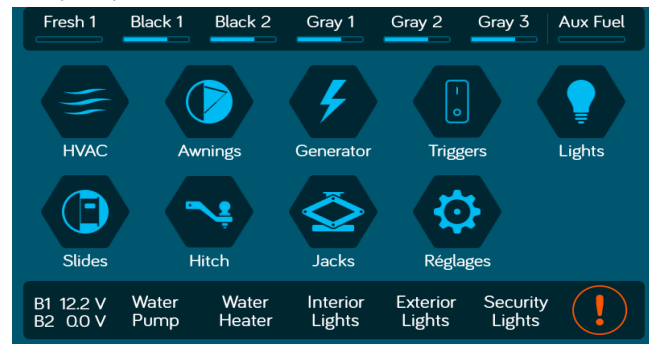 Fresh 1 Black 1 Black 2 Gray 1 Gray 2 Gray 3 Aux Fuel
HVAC Awnings Generator Triggers Lights
Slides Hitch Jacks Réglages
B1 12.2 V Water Water Interior Exterior Security
B2 0.0 V Pump Heater Lights Lights Lights
!